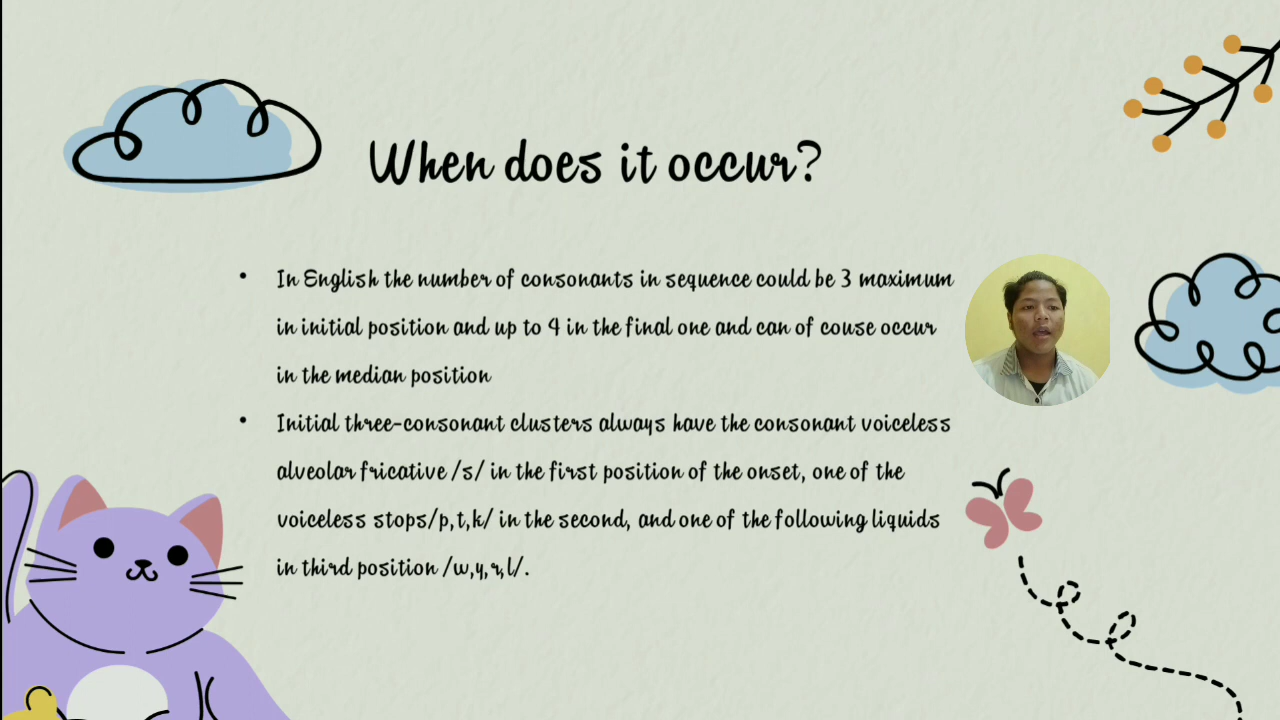 When does it occur?
• In English the number of consonants in sequence could be 3 maximum
in initial position and up to 4 in the final one and can of couse occur
in the median position
• Initial three-consonant clusters always have the consonant voiceless
alveolar fricative /s/ in the first position of the onset, one of the
voiceless stops/p,t,k/ in the second, and one of the following liquids
in third position /w,y,r,l/.